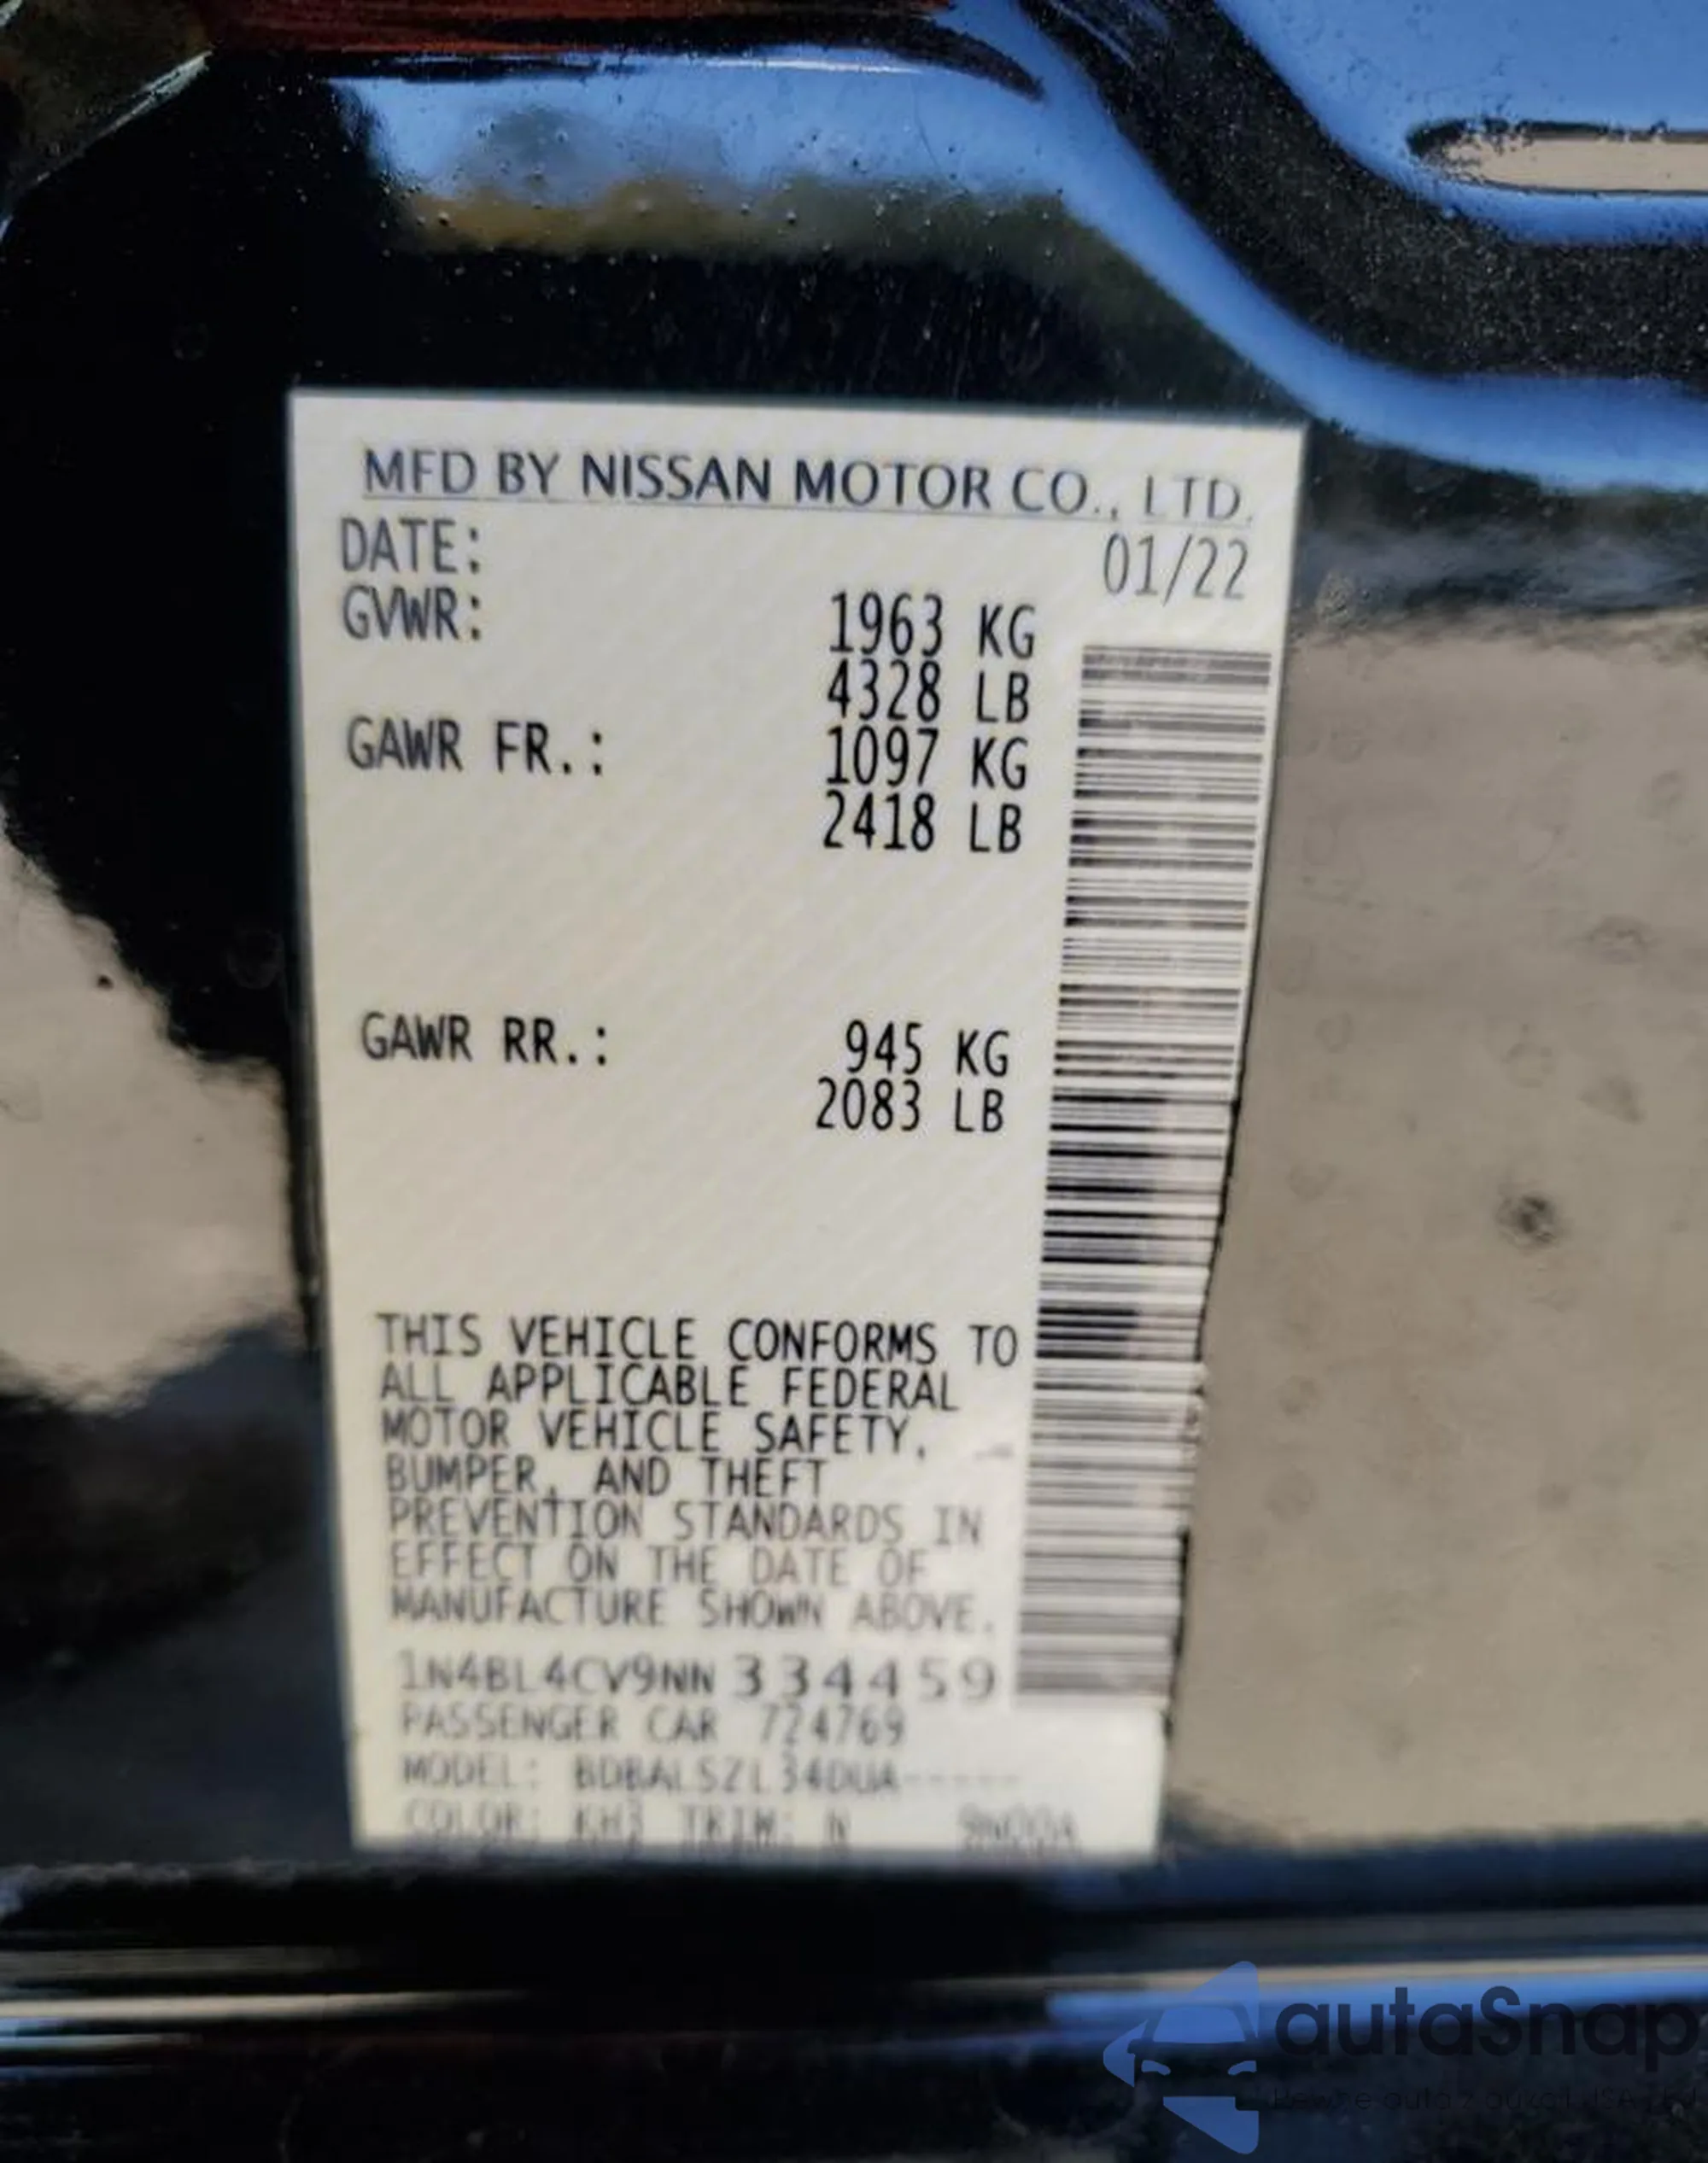 MFD BY NISSAN MOTOR CO., LTD.
DATE: 01/22
GVWR: 1963 KG
4328 LB
GAWR FR.: 1097 KG
2418 LB
GAWR RR.: 945 KG
2083 LB
THIS VEHICLE CONFORMS TO
ALL APPLICABLE FEDERAL
MOTOR VEHICLE SAFETY,
BUMPER, AND THEFT
PREVENTION STANDARDS IN
EFFECT ON THE DATE OF
MANUFACTURE SHOWN ABOVE.
1N4BL4CV9NN334459
PASSENGER CAR 724769
MODEL:
COLOR: KH3 TRIM:
autaSnap